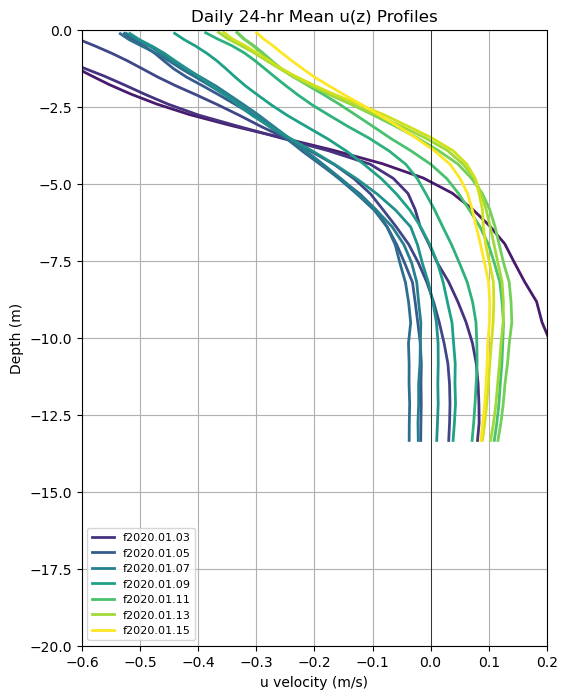 Daily 24-hr Mean u(z) Profiles
0.0
−2.5
−5.0
−7.5
−10.0
−12.5
−15.0
−17.5
−20.0
Depth (m)
f2020.01.03
f2020.01.05
f2020.01.07
f2020.01.09
f2020.01.11
f2020.01.13
f2020.01.15
−0.6 −0.5 −0.4 −0.3 −0.2 −0.1 0.0 0.1 0.2
u velocity (m/s)